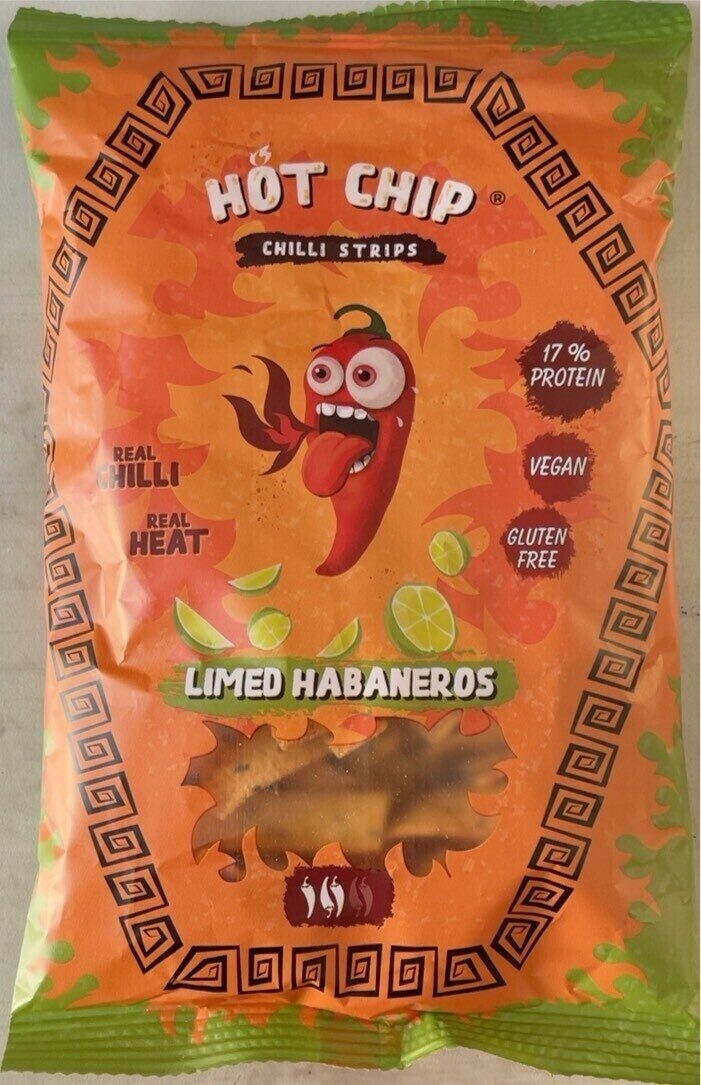 HOT CHIP ®
CHILLI STRIPS
17 %
PROTEIN
REAL
CHILLI
VEGAN
REAL
HEAT
GLUTEN
FREE
LIMED HABANEROS